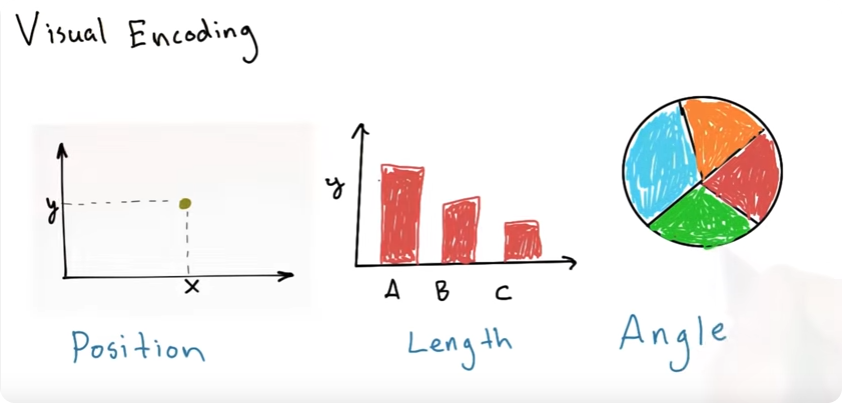 Visual Encoding
y
x
Position
y
A B C
Length
Angle